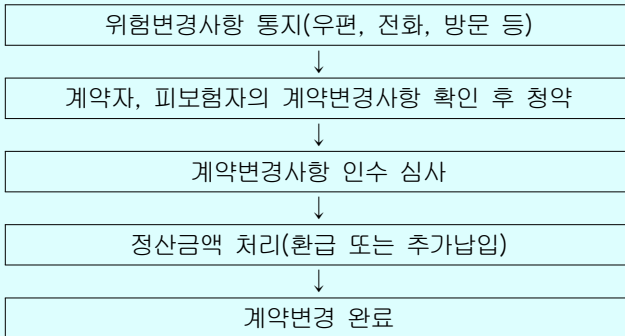 위험변경사항 통지(우편, 전화, 방문 등)
↓
계약자, 피보험자의 계약변경사항 확인 후 청약
↓
계약변경사항 인수 심사
↓
정산금액 처리(환급 또는 추가납입)
↓
계약변경 완료